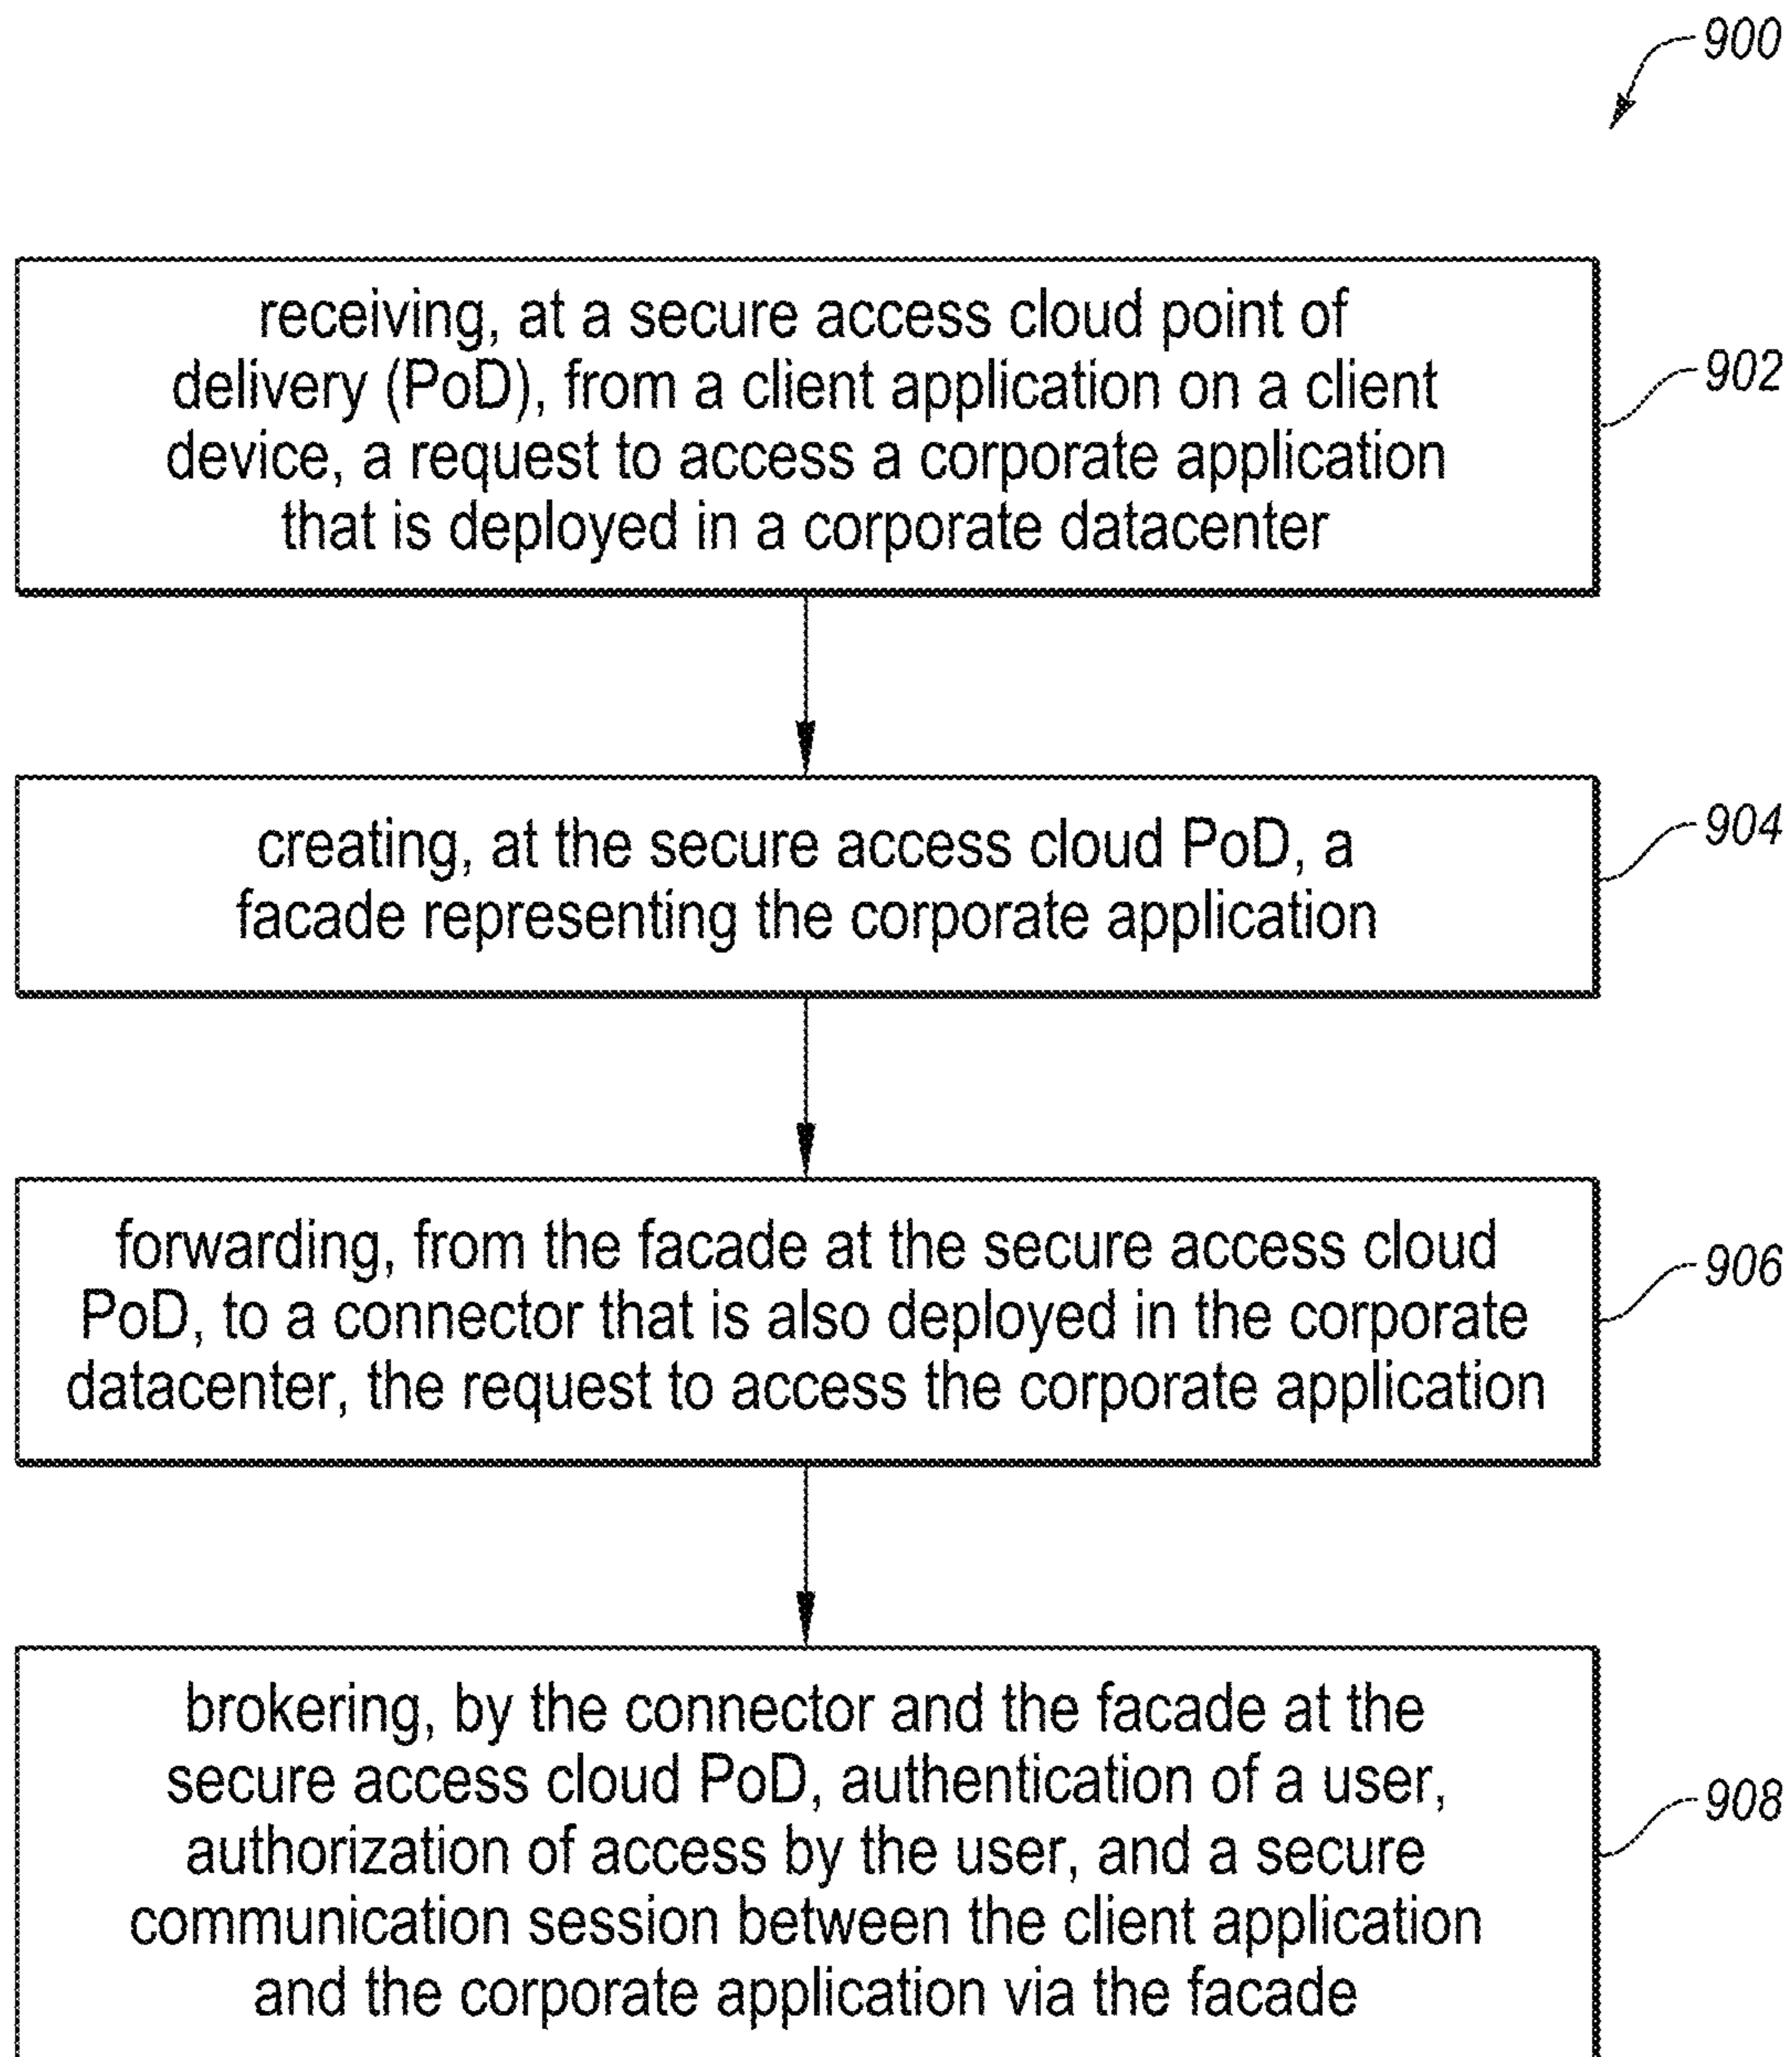 900
receiving, at a secure access cloud point of
delivery (PoD), from a client application on a client
device, a request to access a corporate application
that is deployed in a corporate datacenter
902
creating, at the secure access cloud PoD, a
facade representing the corporate application
904
forwarding, from the facade at the secure access cloud
PoD, to a connector that is also deployed in the corporate
datacenter, the request to access the corporate application
906
brokering, by the connector and the facade at the
secure access cloud PoD, authentication of a user,
authorization of access by the user, and a secure
communication session between the client application
and the corporate application via the facade
908